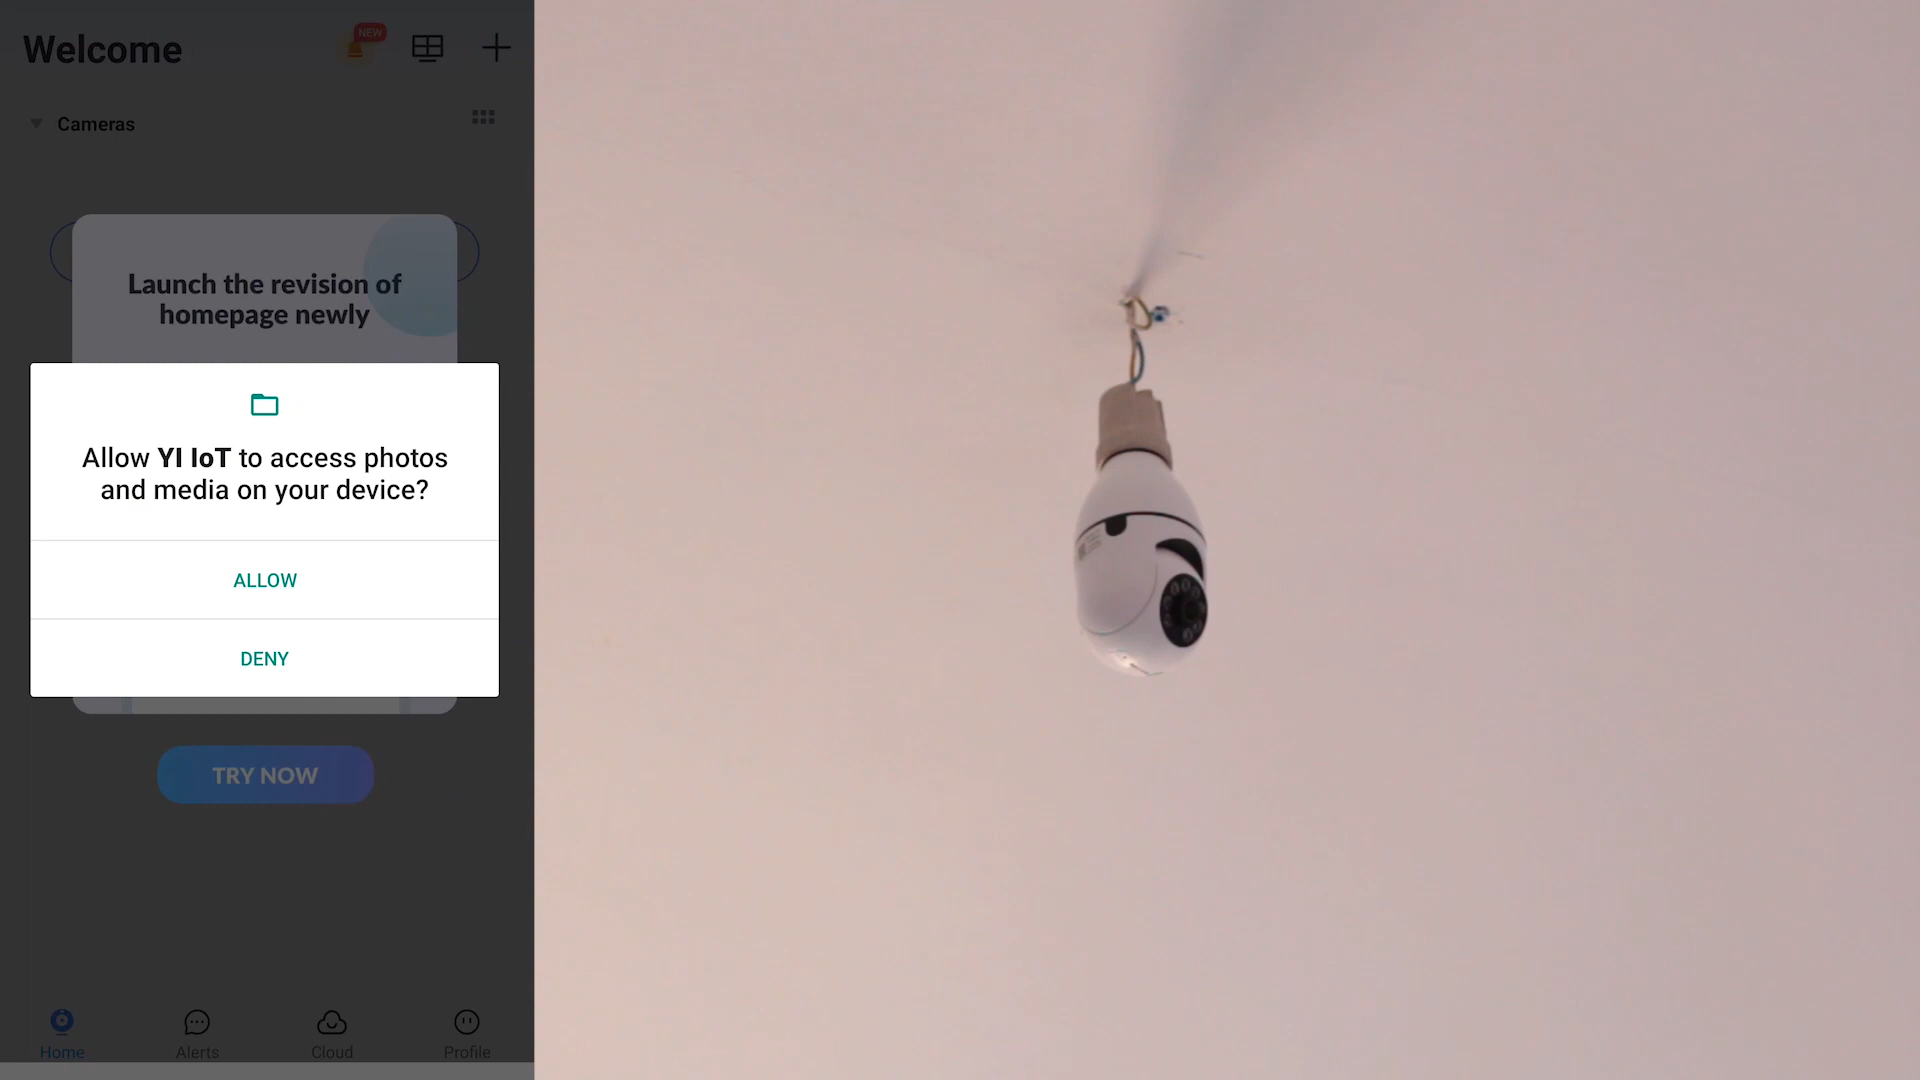 Welcome
NEW
Cameras
Launch the revision of
homepage newly
Allow YI IoT to access photos
and media on your device?
ALLOW
DENY
TRY NOW
Home
Alerts
Cloud
Profile